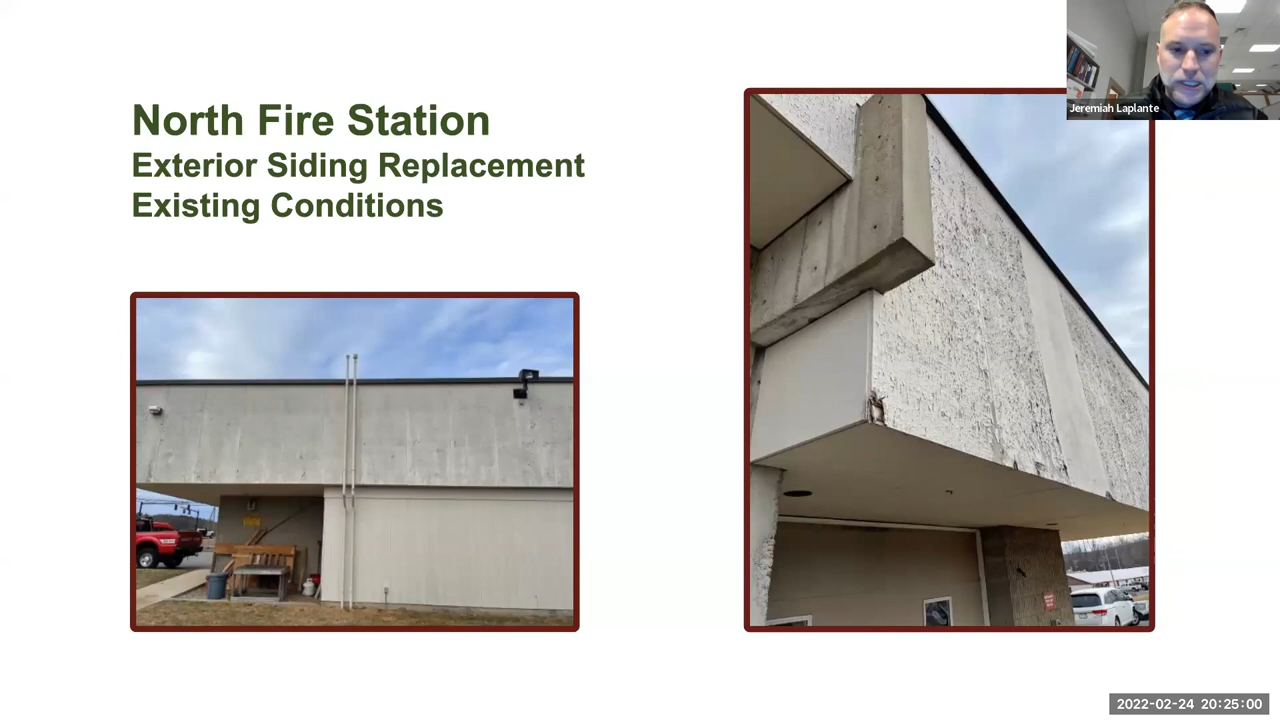 North Fire Station
Exterior Siding Replacement
Existing Conditions
Jeremiah Laplante
2022-02-24 20:25:00